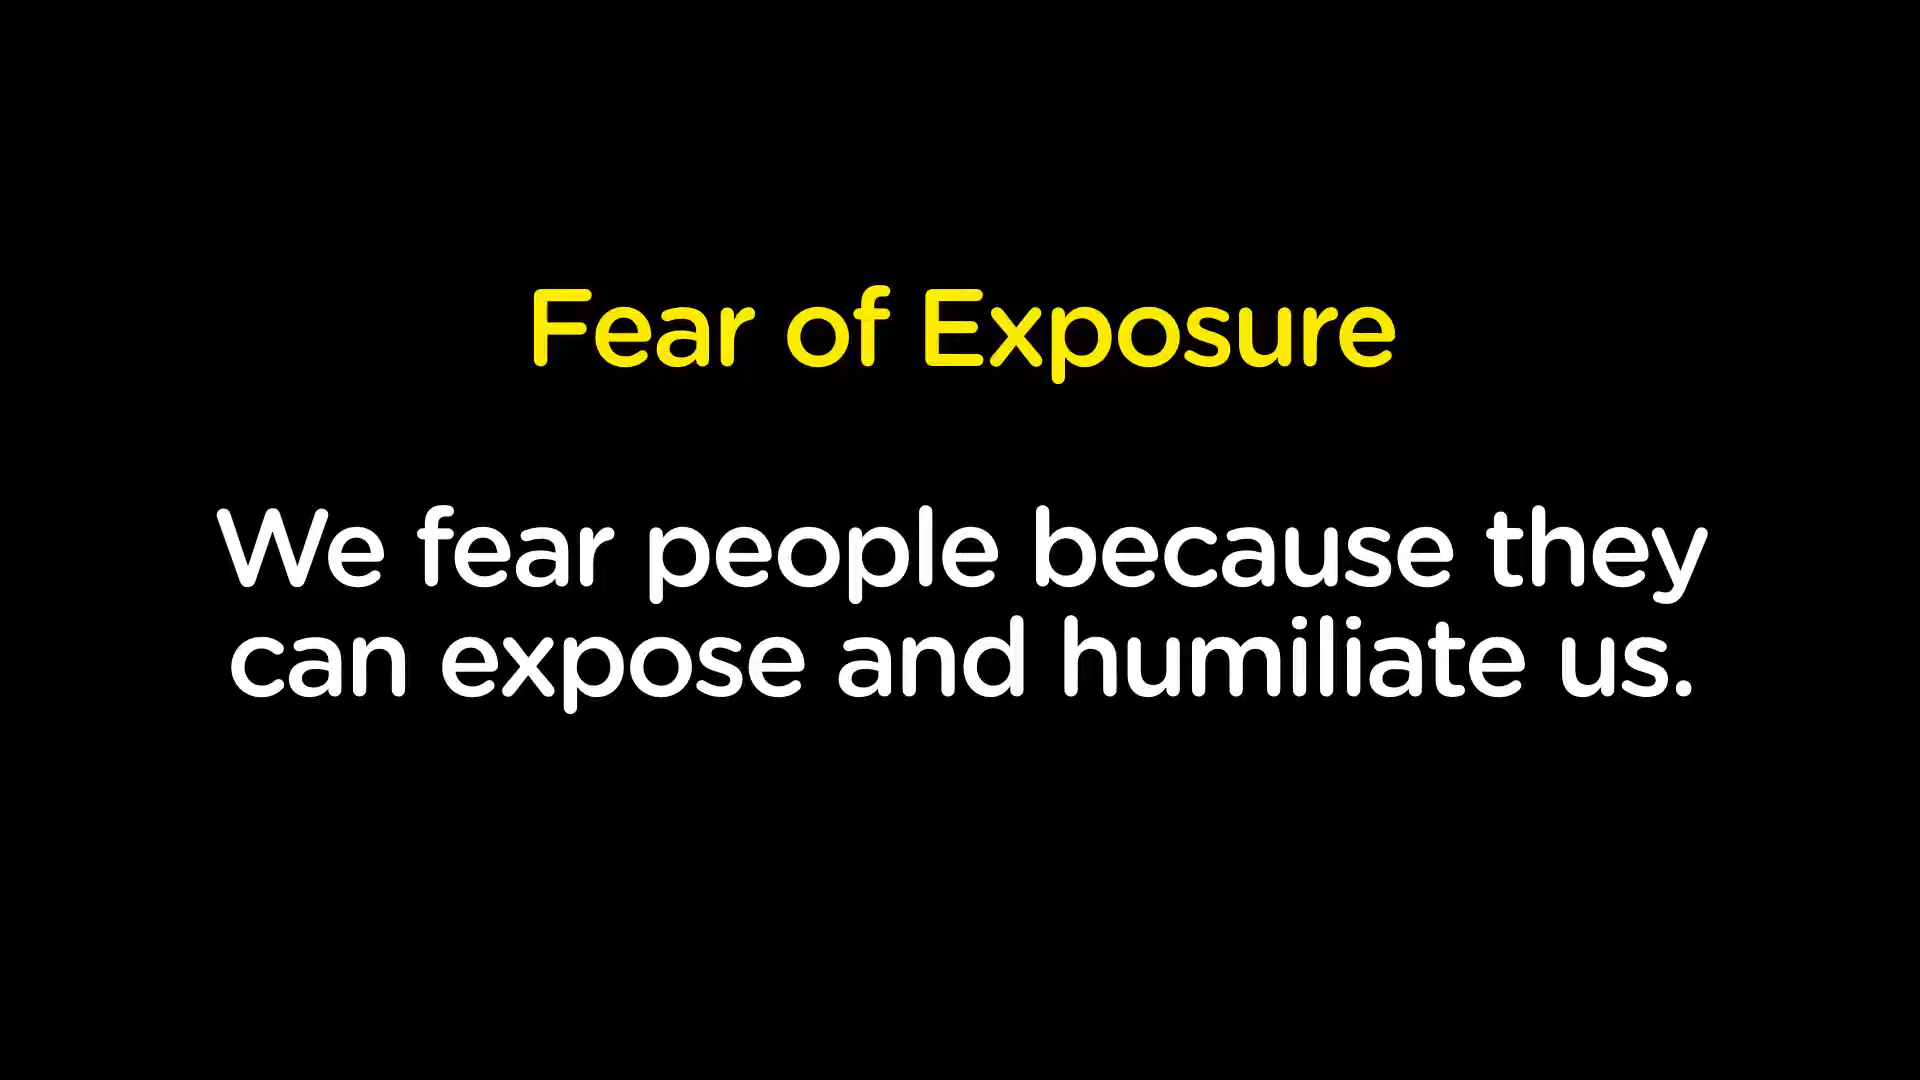 Fear of Exposure
We fear people because they
can expose and humiliate us.